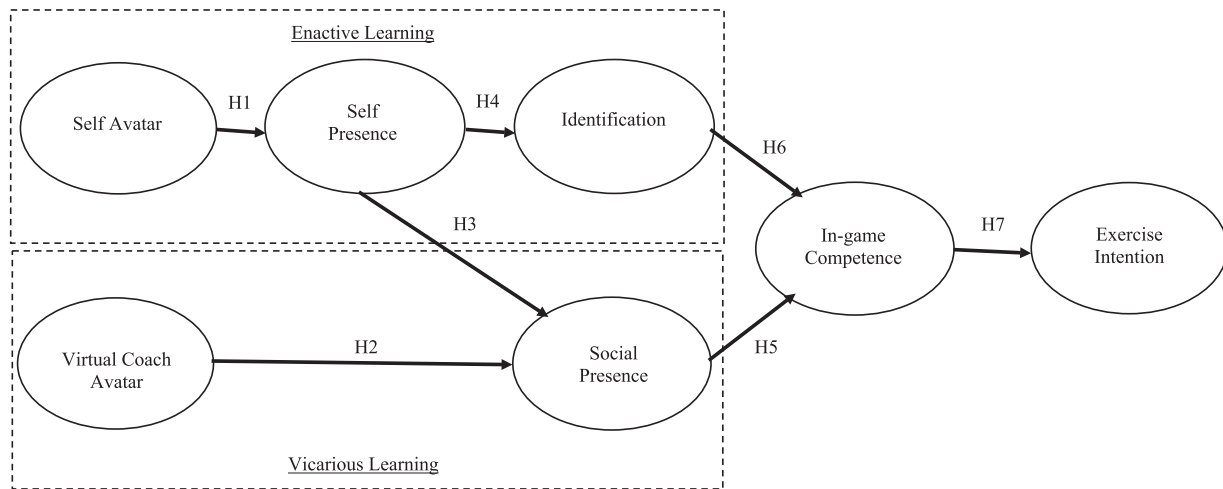 Enactive Learning
Self Avatar
H1
Self
Presence
H4
Identification
H6
H3
In-game
Competence
H7
Exercise
Intention
Virtual Coach
Avatar
H2
Social
Presence
H5
Vicarious Learning